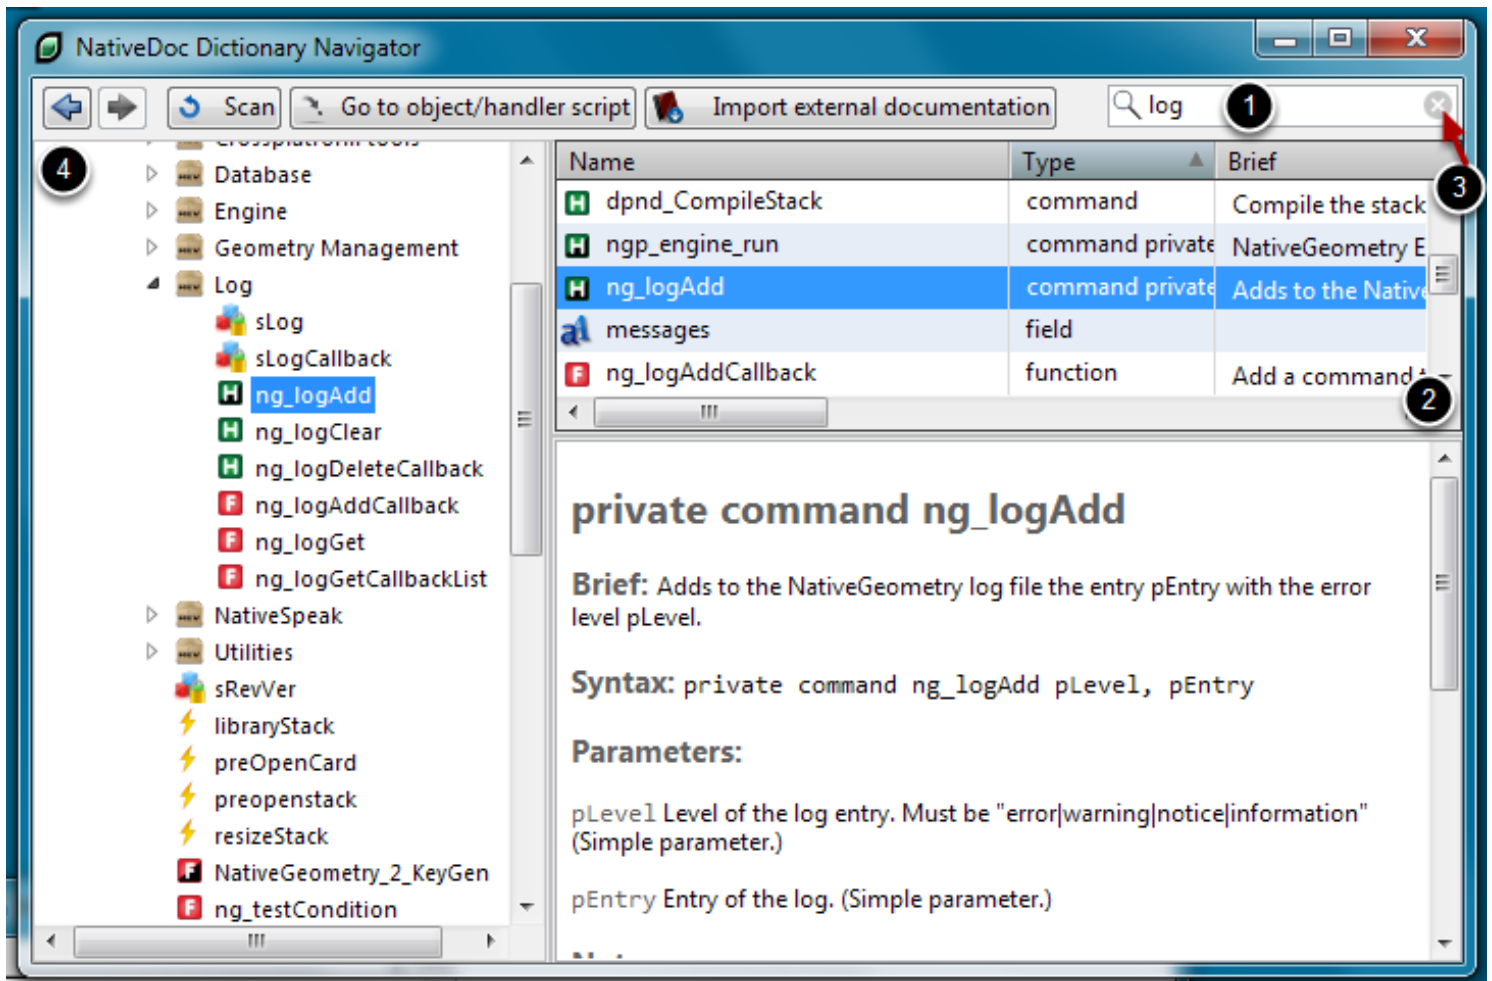 NativeDoc Dictionary Navigator
Scan
Go to object/handler script
Import external documentation
log
1
4
3
Crossplatform tools
Database
Engine
Geometry Management
Log
sLog
sLogCallback
ng_logAdd
ng_logClear
ng_logDeleteCallback
ng_logAddCallback
ng_logGet
ng_logGetCallbackList
NativeSpeak
Utilities
sRevVer
libraryStack
preOpenCard
preopenstack
resizeStack
NativeGeometry_2_KeyGen
ng_testCondition
Name Type Brief
dpnd_CompileStack command Compile the stack
ngp_engine_run command private NativeGeometry E
ng_logAdd command private Adds to the Native
messages field
ng_logAddCallback function Add a command
2
private command ng_logAdd
Brief: Adds to the NativeGeometry log file the entry pEntry with the error
level pLevel.
Syntax: private command ng_logAdd pLevel, pEntry
Parameters:
pLevel Level of the log entry. Must be "error|warning|notice|information"
(Simple parameter.)
pEntry Entry of the log. (Simple parameter.)